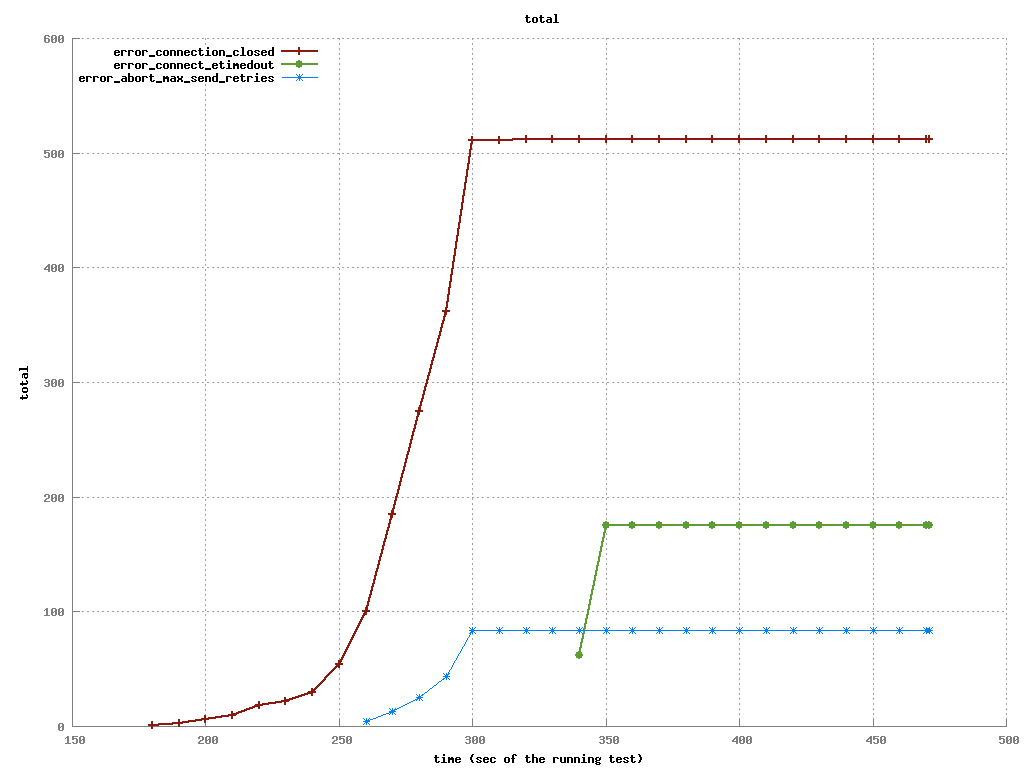 total
600
error_connection_closed
error_connect_etimedout
error_abort_max_send_retries
500
400
total
300
200
100
0
150 200 250 300 350 400 450 500
time (sec of the running test)